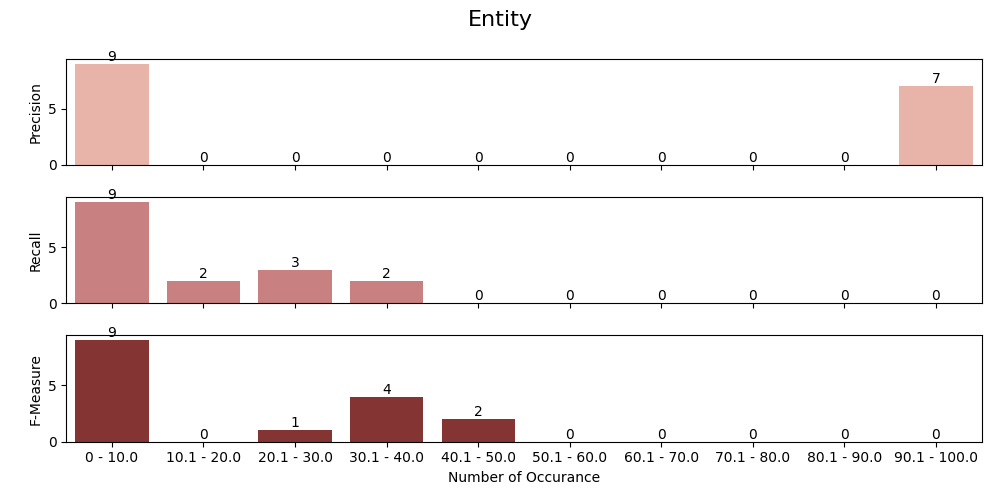 Entity
Precision
5
0
9 0 0 0 0 0 0 0 0 7
Recall
5
0
9 2 3 2 0 0 0 0 0 0
F-Measure
5
0
9 0 1 4 2 0 0 0 0 0
0 - 10.0 10.1 - 20.0 20.1 - 30.0 30.1 - 40.0 40.1 - 50.0 50.1 - 60.0 60.1 - 70.0 70.1 - 80.0 80.1 - 90.0 90.1 - 100.0
Number of Occurance